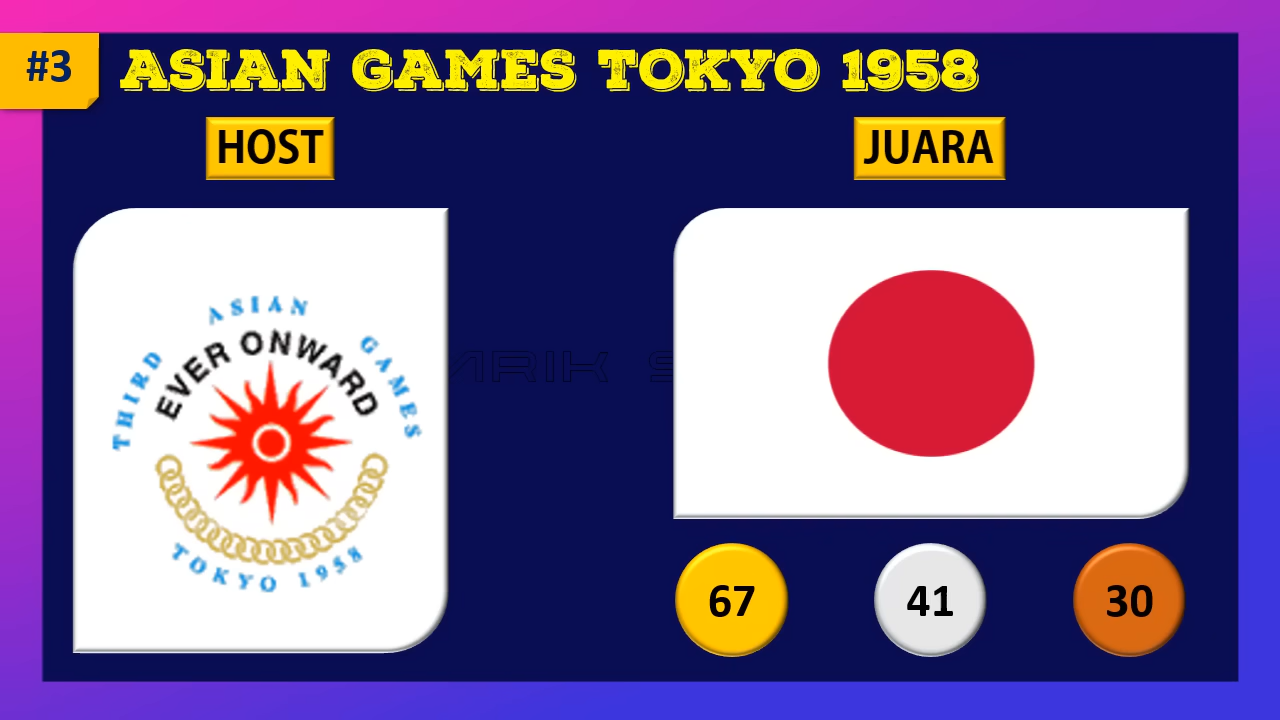 #3
ASIAN GAMES TOKYO 1958
HOST
JUARA
THIRD ASIAN GAMES
EVER ONWARD
TOKYO 1958
67
41
30